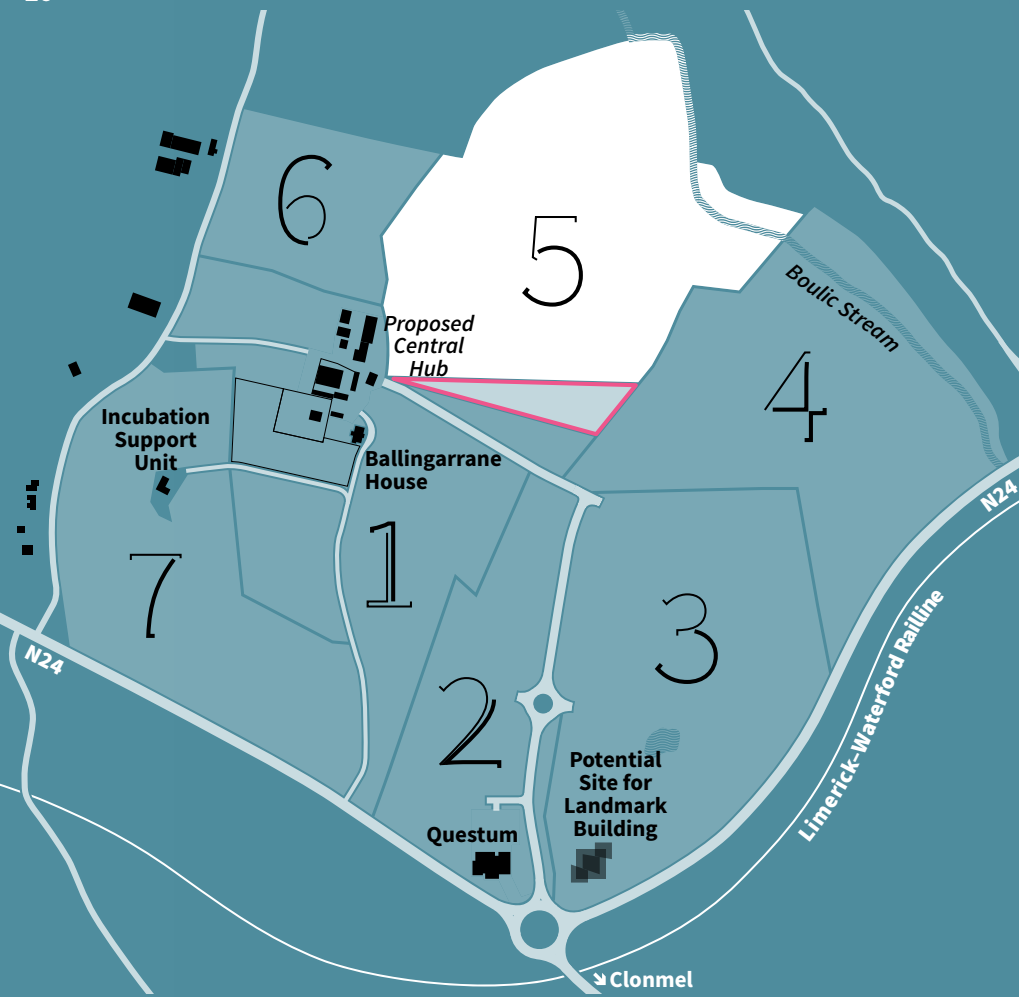 6
5
Proposed
Central
Hub
Boulic Stream
4
Incubation
Support
Unit
Ballingarrane
House
N24
1
7
3
N24
2
Limerick–Waterford Railline
Potential
Site for
Landmark
Building
Questum
Clonmel